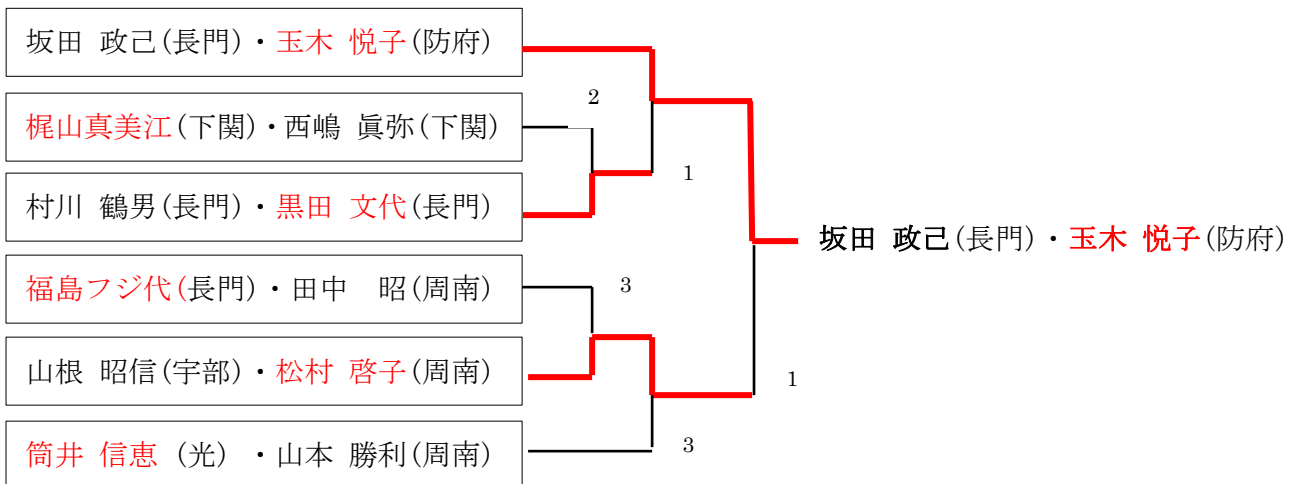 坂田 政己(長門)・玉木 悦子(防府)
2
梶山真美江(下関)・西嶋 眞弥(下関)
1
村川 鶴男(長門)・黒田 文代(長門)
坂田 政己(長門)・玉木 悦子(防府)
福島フジ代(長門)・田中　昭(周南)
3
山根 昭信(宇部)・松村 啓子(周南)
1
筒井 信恵 (光) ・山本 勝利(周南)
3